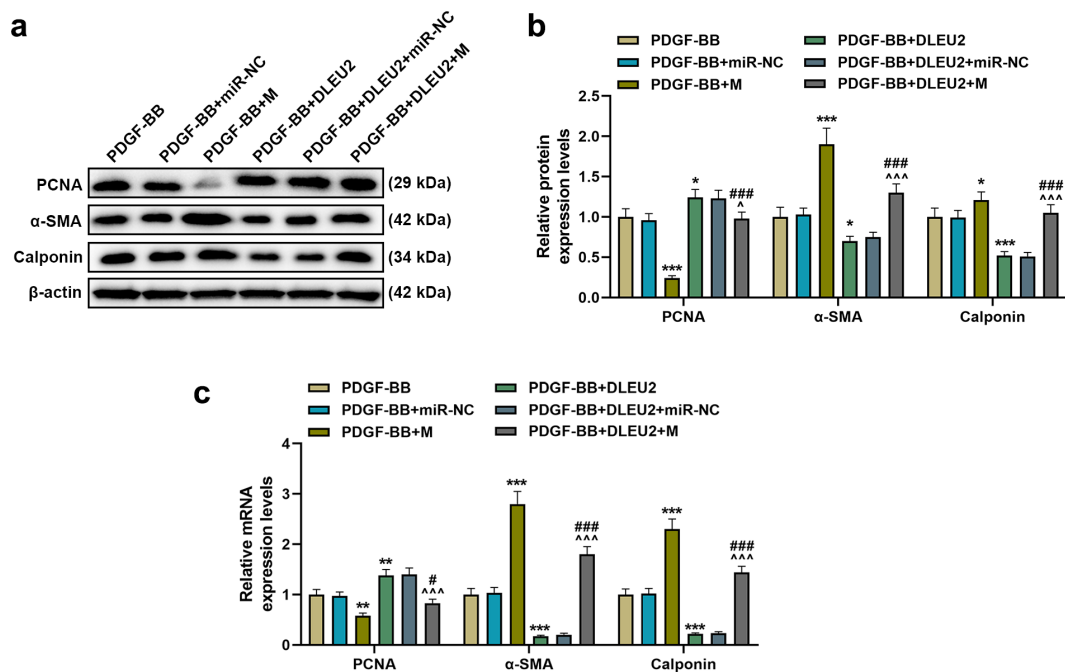 a
PDGF-BB
PDGF-BB+miR-NC
PDGF-BB+M
PDGF-BB+DLEU2
PDGF-BB+DLEU2+miR-NC
PDGF-BB+DLEU2+M
PCNA (29 kDa)
α-SMA (42 kDa)
Calponin (34 kDa)
β-actin (42 kDa)
b
PDGF-BB PDGF-BB+DLEU2
PDGF-BB+miR-NC PDGF-BB+DLEU2+miR-NC
PDGF-BB+M PDGF-BB+DLEU2+M
Relative protein
expression levels
2.5
2.0
1.5
1.0
0.5
0.0
*** * ### ^
*** * ### ^^^
* *** ### ^^^
PCNA α-SMA Calponin
c
PDGF-BB PDGF-BB+DLEU2
PDGF-BB+miR-NC PDGF-BB+DLEU2+miR-NC
PDGF-BB+M PDGF-BB+DLEU2+M
Relative mRNA
expression levels
4
3
2
1
0
** ** # ^^^
*** *** ### ^^^
*** *** ### ^^^
PCNA α-SMA Calponin